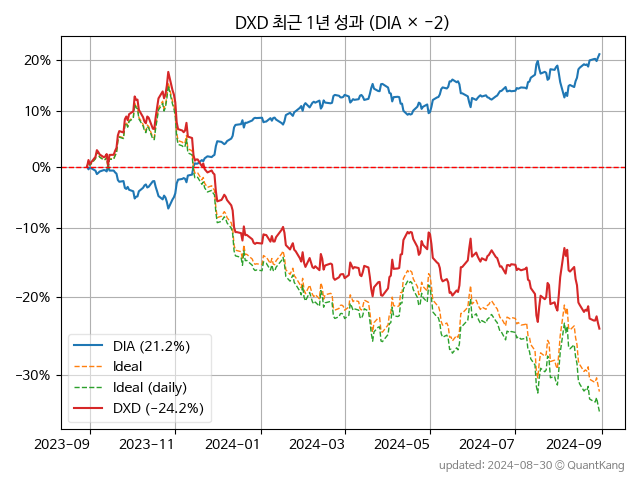 DXD 최근 1년 성과 (DIA × −2)
20%
10%
0%
−10%
−20%
−30%
DIA (21.2%)
Ideal
Ideal (daily)
DXD (−24.2%)
2023-09 2023-11 2024-01 2024-03 2024-05 2024-07 2024-09
updated: 2024-08-30 © QuantKang